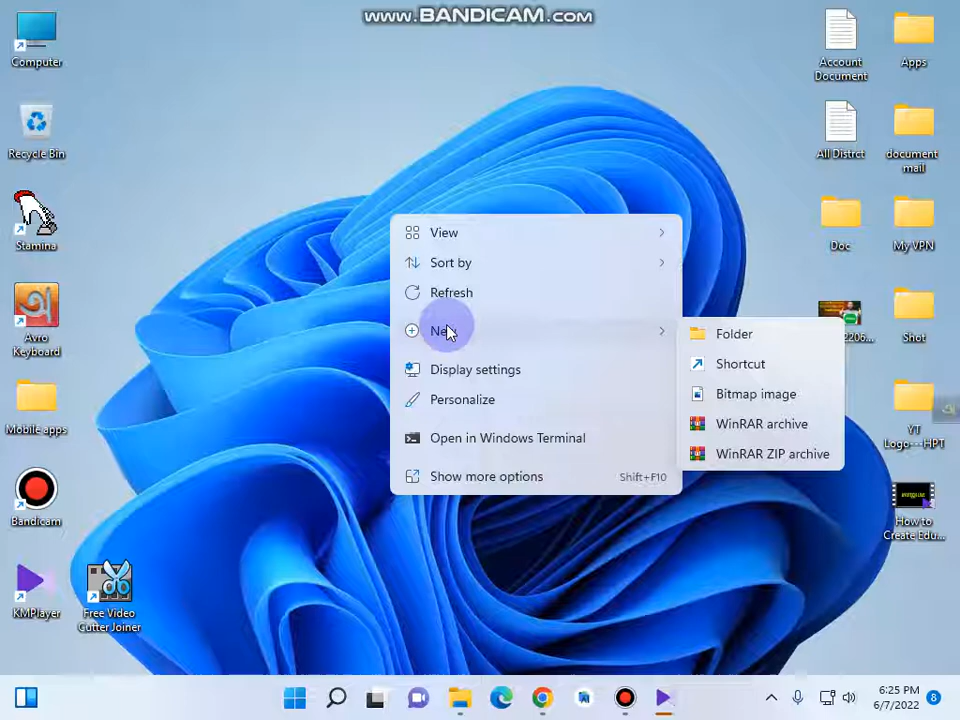 www.BANDICAM.com
Computer
Recycle Bin
Stamina
অ
Avro
Keyboard
Mobile apps
Bandicam
KMPlayer
Free Video
Cutter Joiner
View
Sort by
Refresh
New
Display settings
Personalize
Open in Windows Terminal
Show more options
Shift+F10
Folder
Shortcut
Bitmap image
WinRAR archive
WinRAR ZIP archive
Account
Document
All Distrct
Doc
2206...
Apps
document
mail
My VPN
Shot
YT
Logo---HPT
How to
Create Edu...
6:25 PM
6/7/2022
8